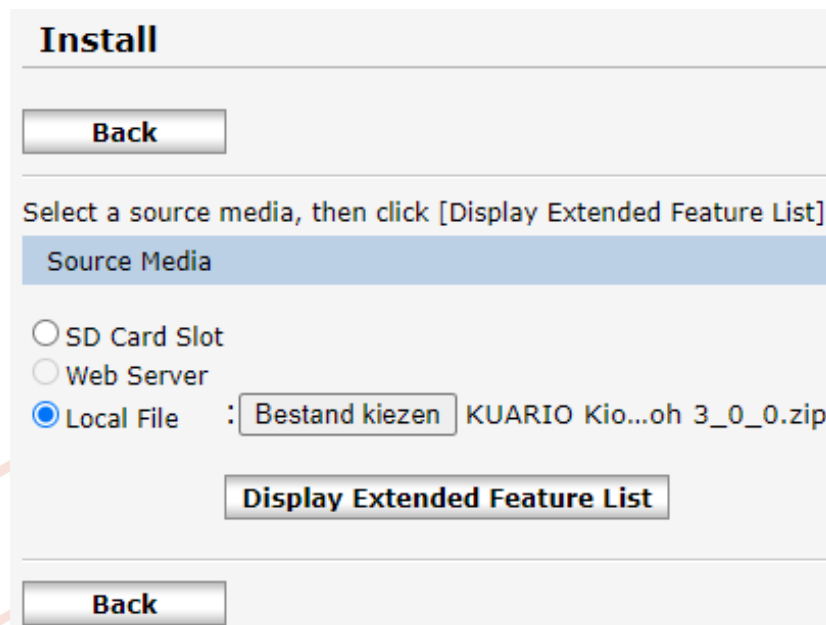 Install
Back
Select a source media, then click [Display Extended Feature List]
Source Media
SD Card Slot
Web Server
Local File : Bestand kiezen KUARIO Kio...oh 3_0_0.zip
Display Extended Feature List
Back